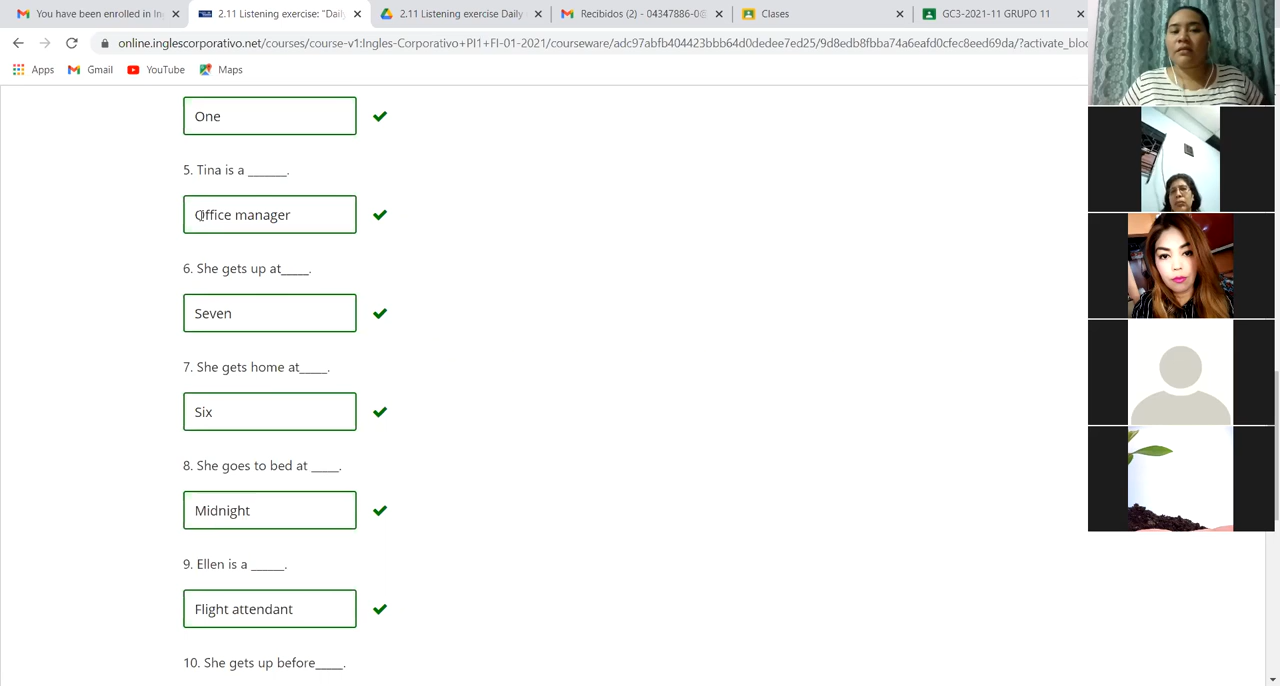 You have been enrolled in In
2.11 Listening exercise: "Daily
2.11 Listening exercise Daily
Recibidos (2) - 04347886-0@
Clases
GC3-2021-11 GRUPO 11
online.inglescorporativo.net/courses/course-v1:Ingles-Corporativo+PI1+FI-01-2021/courseware/adc97abfb404423bbb64d0dedee7ed25/9d8edb8fbba74a6eafd0cfec8eed69da/?activate_bloc
Apps Gmail YouTube Maps
One
5. Tina is a ______.
Office manager
6. She gets up at_____.
Seven
7. She gets home at_____.
Six
8. She goes to bed at _____.
Midnight
9. Ellen is a ______.
Flight attendant
10. She gets up before_____.